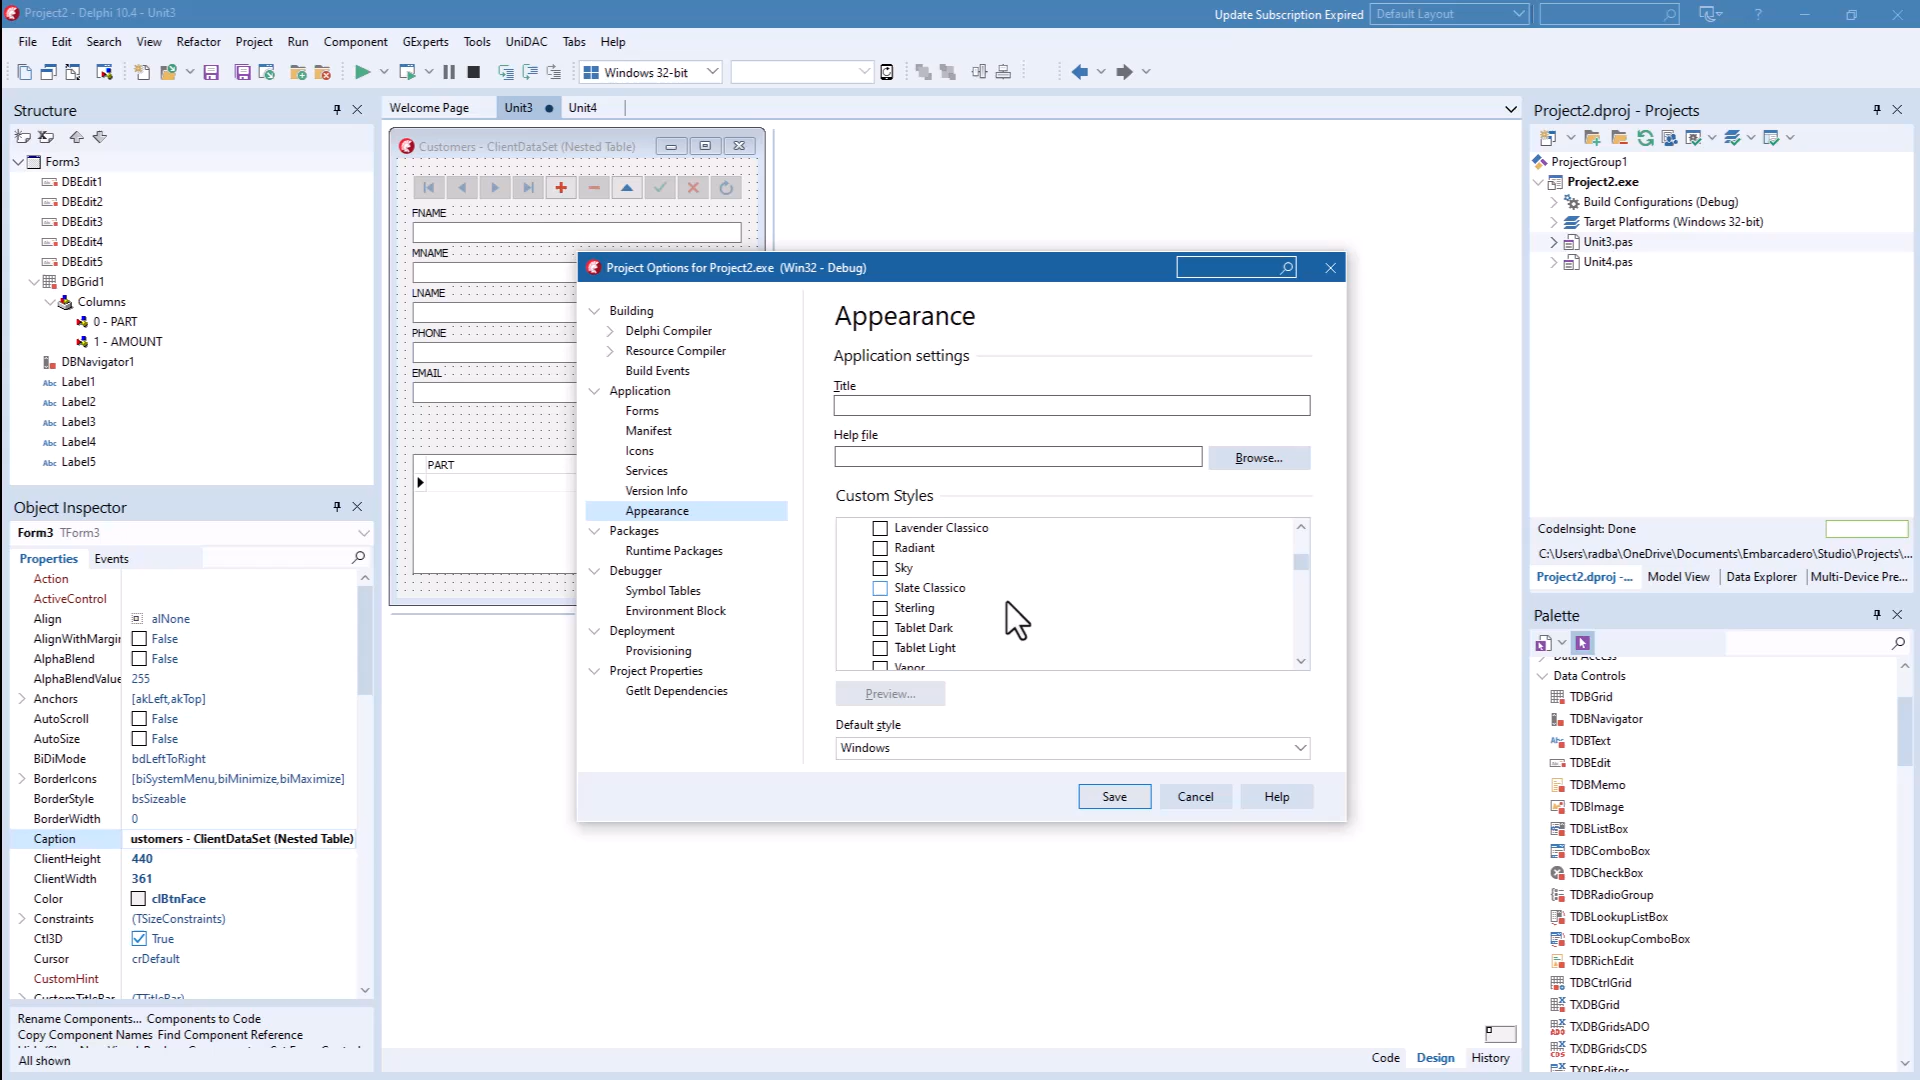 Project2 - Delphi 10.4 - Unit3
Update Subscription Expired
Default Layout
File Edit Search View Refactor Project Run Component GExperts Tools UniDAC Tabs Help
Windows 32-bit
Structure
Form3
DBEdit1
DBEdit2
DBEdit3
DBEdit4
DBEdit5
DBGrid1
Columns
0 - PART
1 - AMOUNT
DBNavigator1
Abc Label1
Abc Label2
Abc Label3
Abc Label4
Abc Label5
Object Inspector
Form3 TForm3
Properties Events
Action
ActiveControl
Align alNone
AlignWithMargir False
AlphaBlend False
AlphaBlendValue 255
Anchors [akLeft,akTop]
AutoScroll False
AutoSize False
BiDiMode bdLeftToRight
BorderIcons [biSystemMenu,biMinimize,biMaximize]
BorderStyle bsSizeable
BorderWidth 0
Caption ustomers - ClientDataSet (Nested Table)
ClientHeight 440
ClientWidth 361
Color clBtnFace
Constraints (TSizeConstraints)
Ctl3D True
Cursor crDefault
CustomHint
CustomTitleBar (TTitleBar)
Rename Components... Components to Code
Copy Component Names Find Component Reference
All shown
Welcome Page Unit3 Unit4
Customers - ClientDataSet (Nested Table)
FNAME
MNAME
LNAME
PHONE
EMAIL
PART
Project Options for Project2.exe (Win32 - Debug)
Building
Delphi Compiler
Resource Compiler
Build Events
Application
Forms
Manifest
Icons
Services
Version Info
Appearance
Packages
Runtime Packages
Debugger
Symbol Tables
Environment Block
Deployment
Provisioning
Project Properties
GetIt Dependencies
Appearance
Application settings
Title
Help file
Browse...
Custom Styles
Lavender Classico
Radiant
Sky
Slate Classico
Sterling
Tablet Dark
Tablet Light
Vapor
Preview...
Default style
Windows
Save Cancel Help
Code Design History
Project2.dproj - Projects
ProjectGroup1
Project2.exe
Build Configurations (Debug)
Target Platforms (Windows 32-bit)
Unit3.pas
Unit4.pas
CodeInsight: Done
C:\Users\radba\OneDrive\Documents\Embarcadero\Studio\Projects\...
Project2.dproj -... Model View Data Explorer Multi-Device Pre...
Palette
Data Access
Data Controls
TDBGrid
TDBNavigator
TDBText
TDBEdit
TDBMemo
TDBImage
TDBListBox
TDBComboBox
TDBCheckBox
TDBRadioGroup
TDBLookupListBox
TDBLookupComboBox
TDBRichEdit
TDBCtrlGrid
TXDBGrid
TXDBGridsADO
TXDBGridsCDS
TXDBEditor